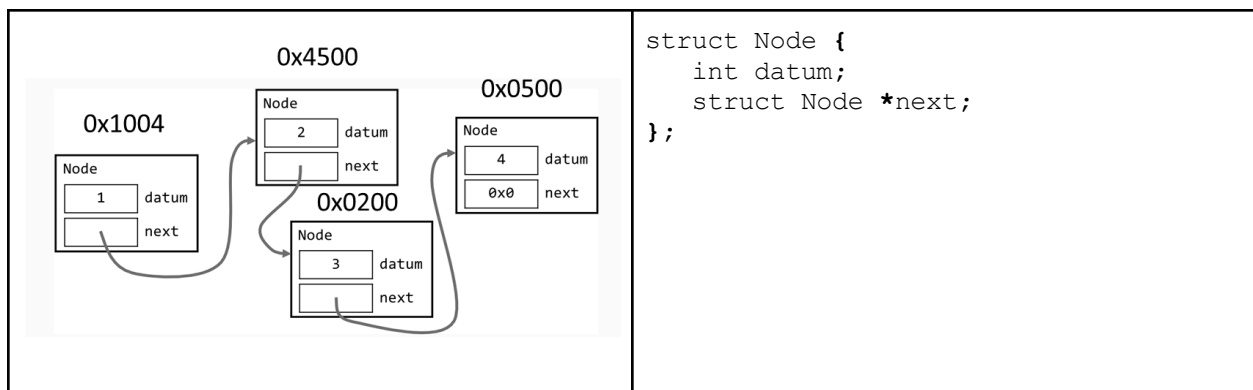 0x4500
0x0500
0x1004
Node
2 datum
next
Node
4 datum
0x0 next
Node
1 datum
next
0x0200
Node
3 datum
next
struct Node {
int datum;
struct Node *next;
};